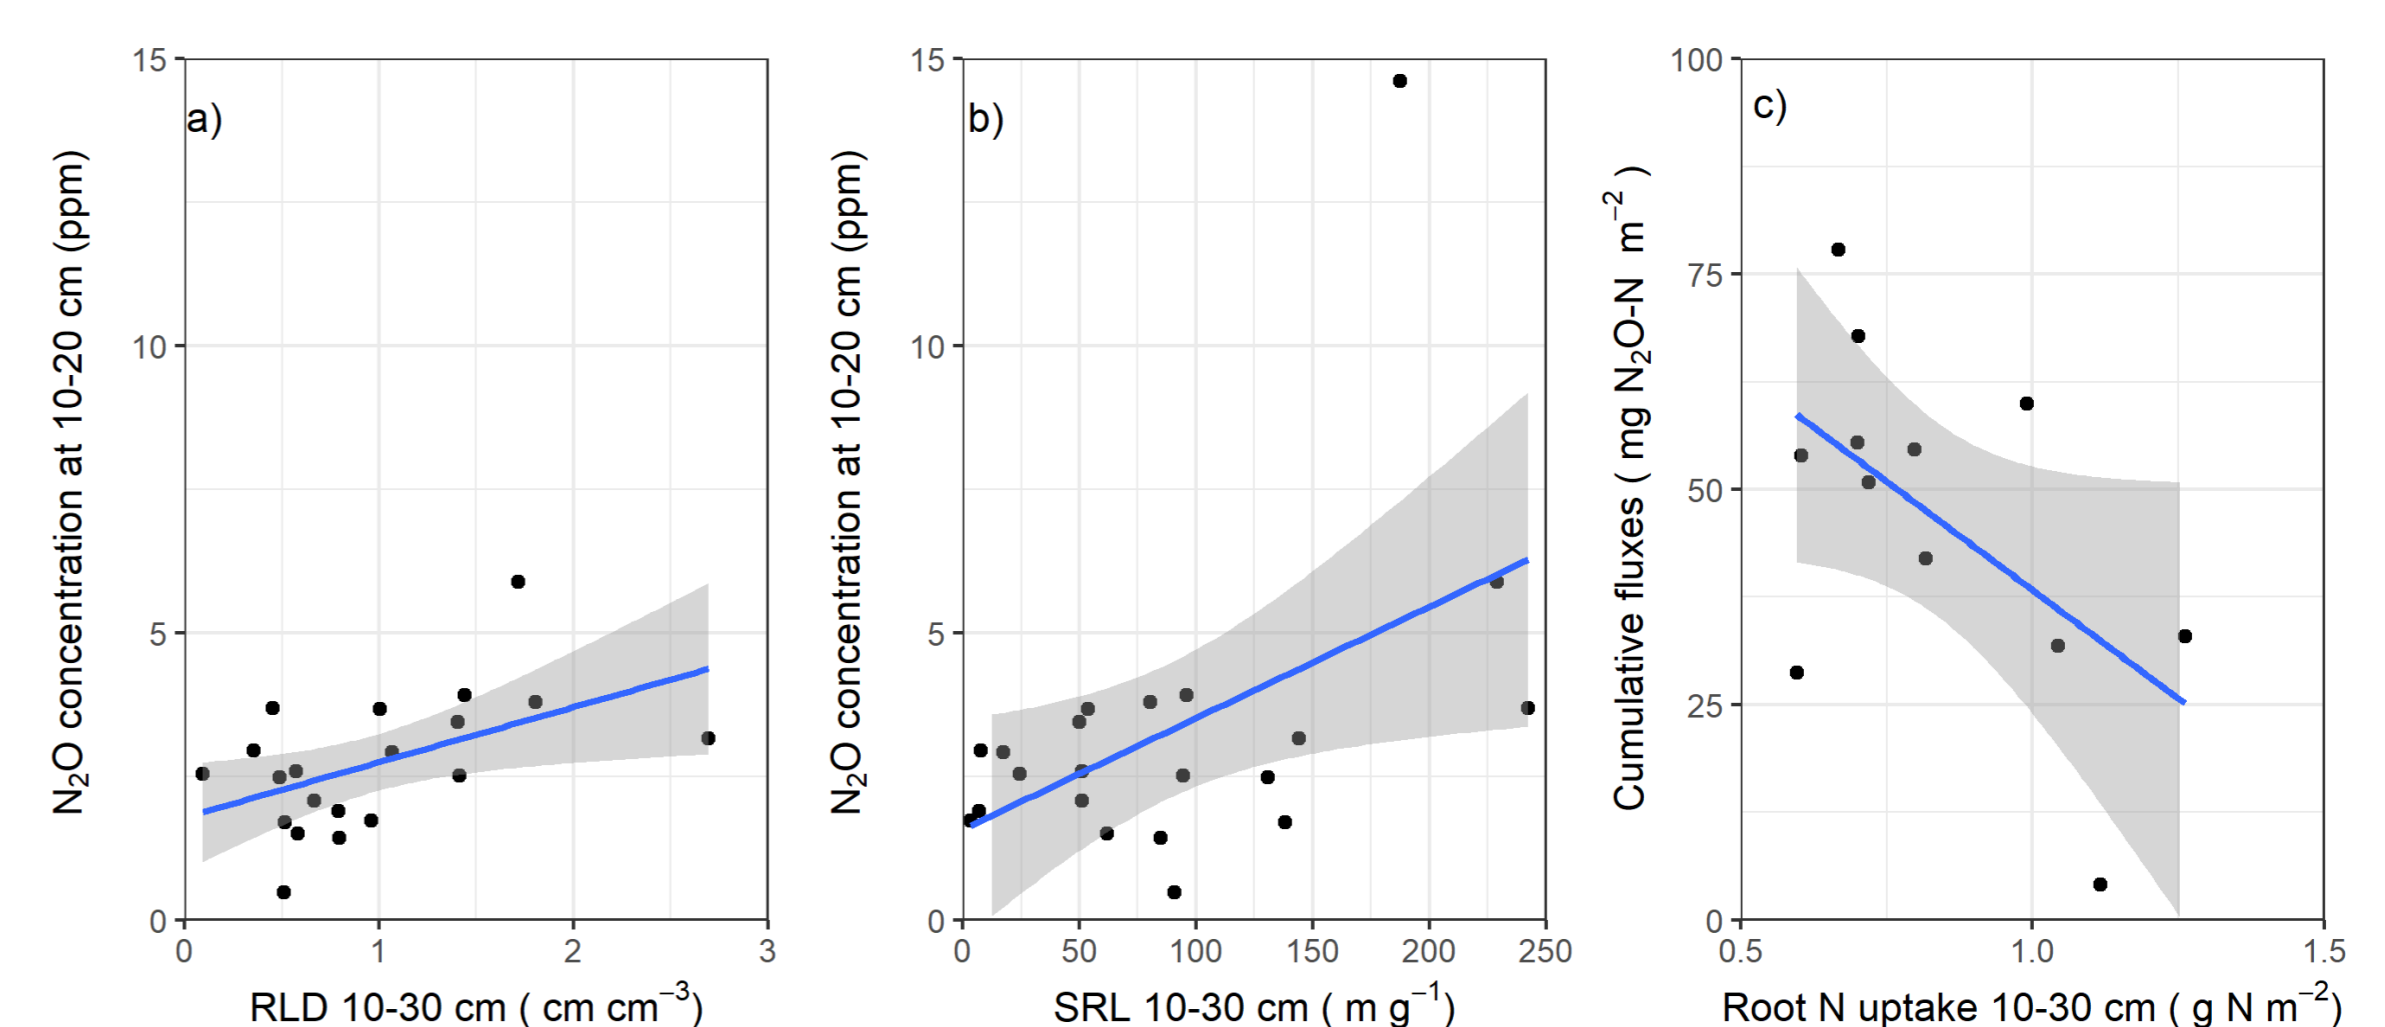 a)
N₂O concentration at 10-20 cm (ppm)
15
10
5
0
0 1 2 3
RLD 10-30 cm ( cm cm⁻³)
b)
N₂O concentration at 10-20 cm (ppm)
15
10
5
0
0 50 100 150 200 250
SRL 10-30 cm ( m g⁻¹)
c)
Cumulative fluxes ( mg N₂O-N m⁻² )
100
75
50
25
0
0.5 1.0 1.5
Root N uptake 10-30 cm ( g N m⁻²)